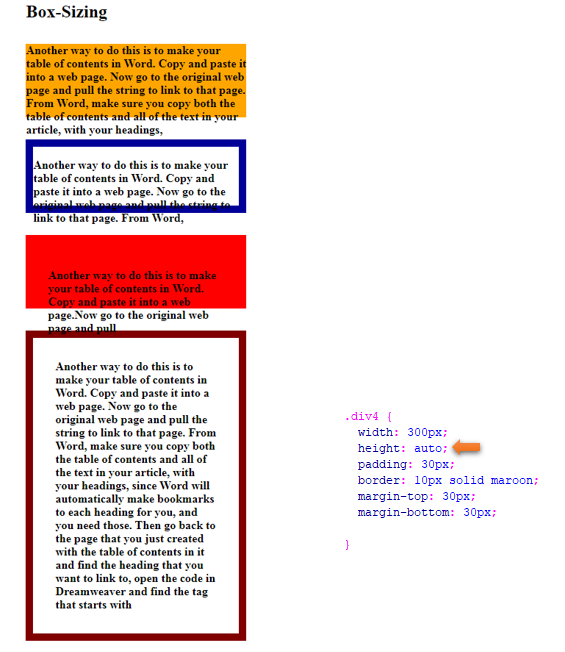 Box-Sizing
Another way to do this is to make your
table of contents in Word. Copy and paste it
into a web page. Now go to the original web
page and pull the string to link to that page.
From Word, make sure you copy both the
table of contents and all of the text in your
article, with your headings,
Another way to do this is to make your
table of contents in Word. Copy and
paste it into a web page. Now go to the
original web page and pull the string to
link to that page. From Word,
Another way to do this is to make
your table of contents in Word.
Copy and paste it into a web
page.Now go to the original web
page and pull
Another way to do this is to
make your table of contents in
Word. Copy and paste it into a
web page. Now go to the
original web page and pull the
string to link to that page. From
Word, make sure you copy both
the table of contents and all of
the text in your article, with
your headings, since Word will
automatically make bookmarks
to each heading for you, and
you need those. Then go back to
the page that you just created
with the table of contents in it
and find the heading that you
want to link to, open the code in
Dreamweaver and find the tag
that starts with
.div4 {
width: 300px;
height: auto;
padding: 30px;
border: 10px solid maroon;
margin-top: 30px;
margin-bottom: 30px;
}